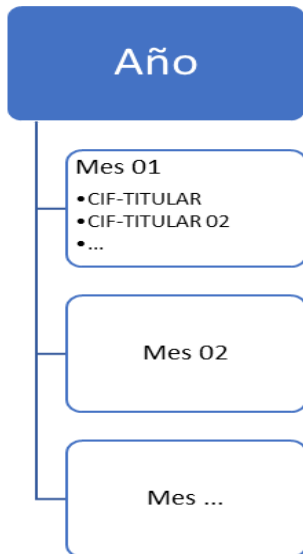 Año
Mes 01
•CIF-TITULAR
•CIF-TITULAR 02
•...
Mes 02
Mes ...